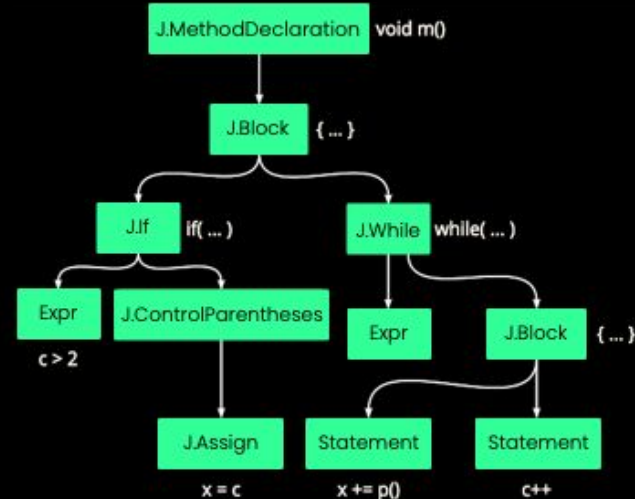 J.MethodDeclaration void m()
J.Block { ... }
J.If if( ... ) J.While while( ... )
Expr J.ControlParentheses Expr J.Block { ... }
c > 2
J.Assign Statement Statement
x = c x += p() c++